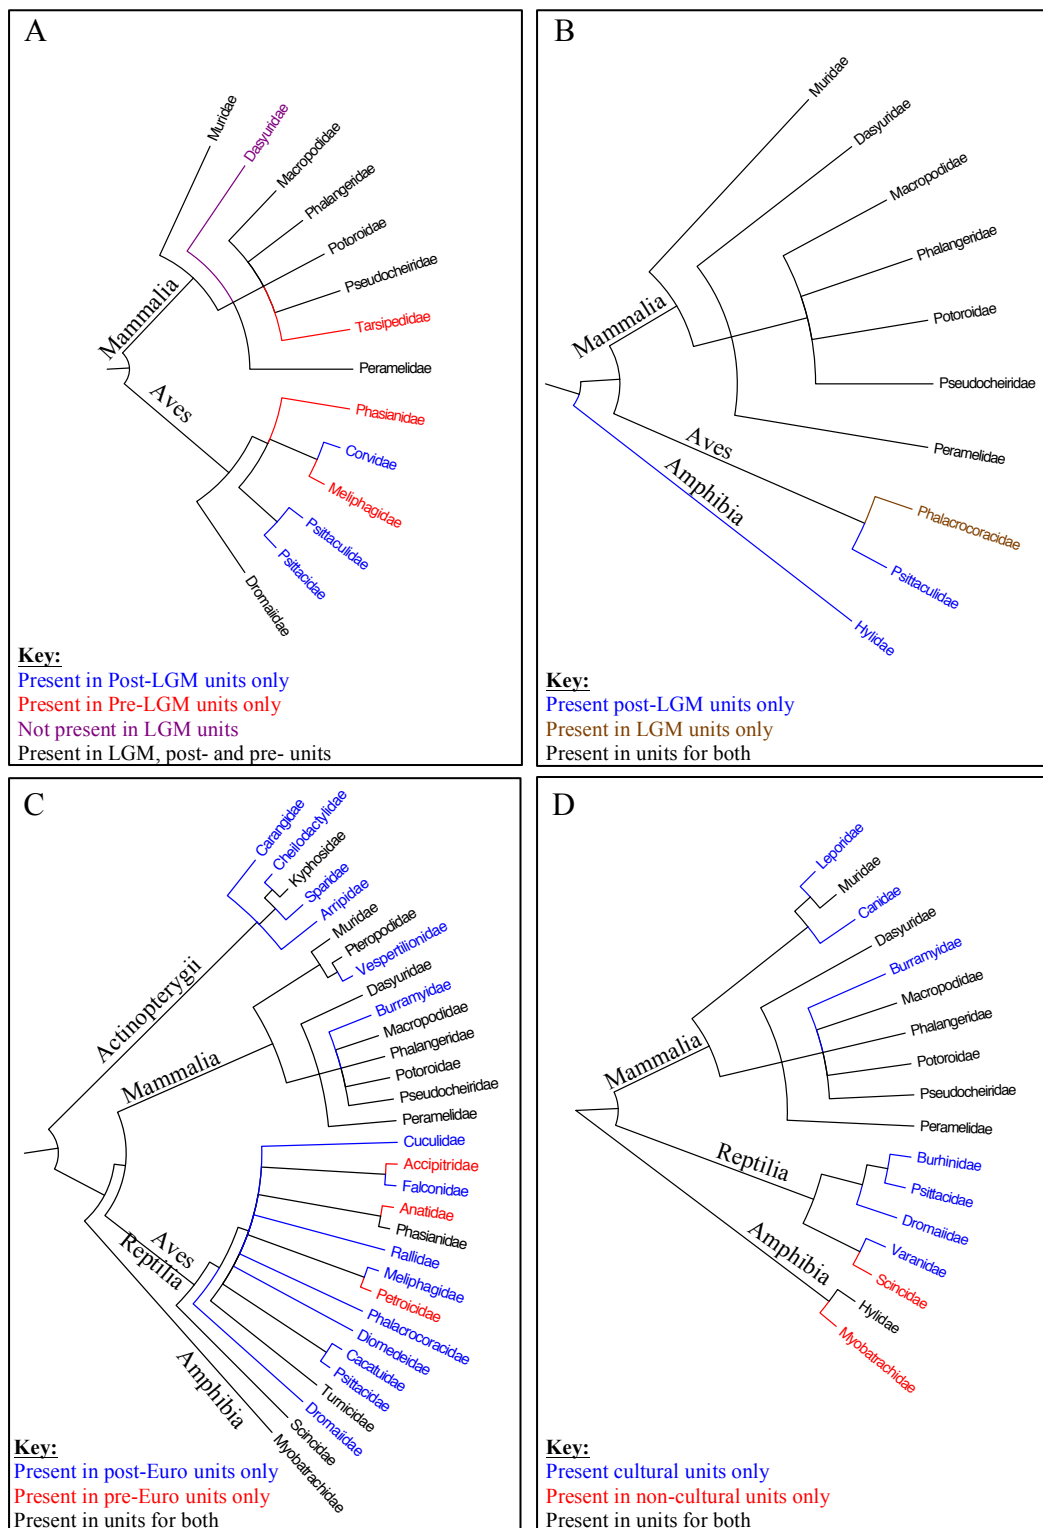 A
Muridae
Dasyuridae
Macropodidae
Phalangeridae
Potoroidae
Pseudocheiridae
Tarsipedidae
Peramelidae
Mammalia
Aves
Phasianidae
Corvidae
Meliphagidae
Psittaculidae
Psittacidae
Dromaiidae
Key:
Present in Post-LGM units only
Present in Pre-LGM units only
Not present in LGM units
Present in LGM, post- and pre- units
B
Muridae
Dasyuridae
Macropodidae
Phalangeridae
Potoroidae
Pseudocheiridae
Peramelidae
Mammalia
Aves
Amphibia
Phalacrocoracidae
Psittaculidae
Hylidae
Key:
Present post-LGM units only
Present in LGM units only
Present in units for both
C
Carangidae
Cheilodactylidae
Kyphosidae
Sparidae
Arripidae
Muridae
Pteropodidae
Vespertilionidae
Dasyuridae
Burramyidae
Macropodidae
Phalangeridae
Potoroidae
Pseudocheiridae
Peramelidae
Actinopterygii
Mammalia
Aves
Reptilia
Amphibia
Cuculidae
Accipitridae
Falconidae
Anatidae
Phasianidae
Rallidae
Meliphagidae
Petroicidae
Phalacrocoracidae
Diomedeidae
Cacatuidae
Psittacidae
Turnicidae
Dromaiidae
Scincidae
Myobatrachidae
Key:
Present in post-Euro units only
Present in pre-Euro units only
Present in units for both
D
Leporidae
Muridae
Canidae
Dasyuridae
Burramyidae
Macropodidae
Phalangeridae
Potoroidae
Pseudocheiridae
Peramelidae
Mammalia
Reptilia
Amphibia
Burhinidae
Psittacidae
Dromaiidae
Varanidae
Scincidae
Hylidae
Myobatrachidae
Key:
Present cultural units only
Present in non-cultural units only
Present in units for both